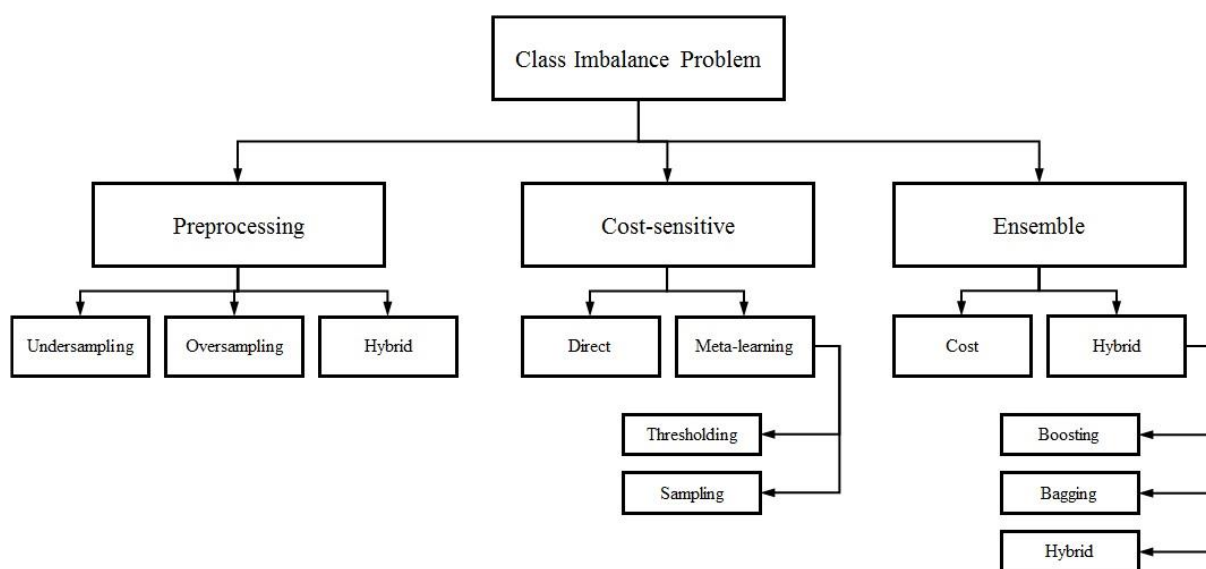 Class Imbalance Problem
Preprocessing
Cost-sensitive
Ensemble
Undersampling
Oversampling
Hybrid
Direct
Meta-learning
Cost
Hybrid
Thresholding
Sampling
Boosting
Bagging
Hybrid